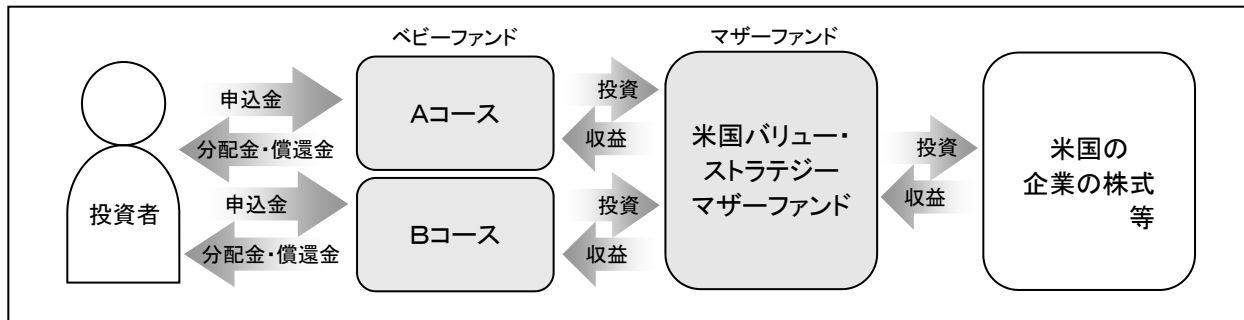 ベビーファンド
マザーファンド
申込金
分配金・償還金
申込金
分配金・償還金
投資者
Aコース
Bコース
投資
収益
投資
収益
米国バリュー・
ストラテジー
マザーファンド
投資
収益
米国の
企業の株式
等